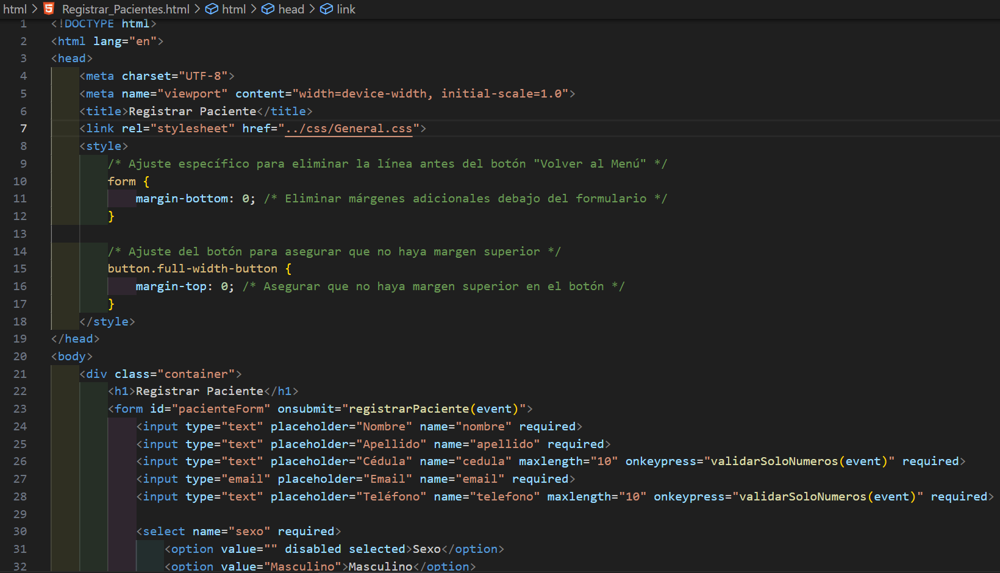 html > Registrar_Pacientes.html > html > head > link
1 <!DOCTYPE html>
2 <html lang="en">
3 <head>
4 <meta charset="UTF-8">
5 <meta name="viewport" content="width=device-width, initial-scale=1.0">
6 <title>Registrar Paciente</title>
7 <link rel="stylesheet" href="../css/General.css">
8 <style>
9 /* Ajuste específico para eliminar la línea antes del botón "Volver al Menú" */
10 form {
11 margin-bottom: 0; /* Eliminar márgenes adicionales debajo del formulario */
12 }
13
14 /* Ajuste del botón para asegurar que no haya margen superior */
15 button.full-width-button {
16 margin-top: 0; /* Asegurar que no haya margen superior en el botón */
17 }
18 </style>
19 </head>
20 <body>
21 <div class="container">
22 <h1>Registrar Paciente</h1>
23 <form id="pacienteForm" onsubmit="registrarPaciente(event)">
24 <input type="text" placeholder="Nombre" name="nombre" required>
25 <input type="text" placeholder="Apellido" name="apellido" required>
26 <input type="text" placeholder="Cédula" name="cedula" maxlength="10" onkeypress="validarSoloNumeros(event)" required>
27 <input type="email" placeholder="Email" name="email" required>
28 <input type="text" placeholder="Teléfono" name="telefono" maxlength="10" onkeypress="validarSoloNumeros(event)" required>
29
30 <select name="sexo" required>
31 <option value="" disabled selected>Sexo</option>
32 <option value="Masculino">Masculino</option>